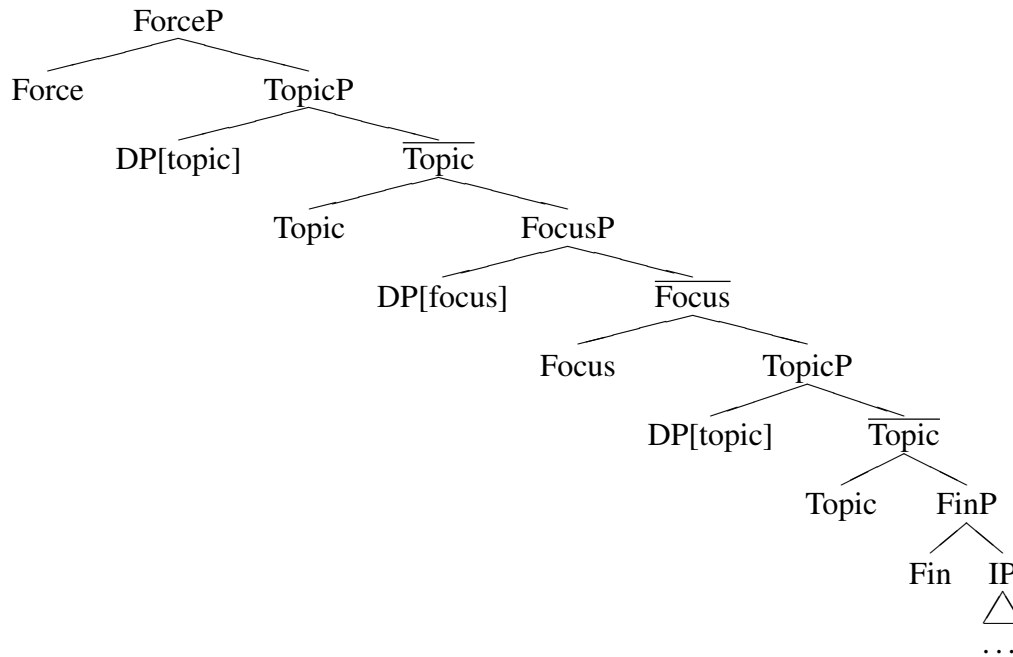 ForceP
Force TopicP
DP[topic] Topic
Topic FocusP
DP[focus] Focus
Focus TopicP
DP[topic] Topic
Topic FinP
Fin IP
...